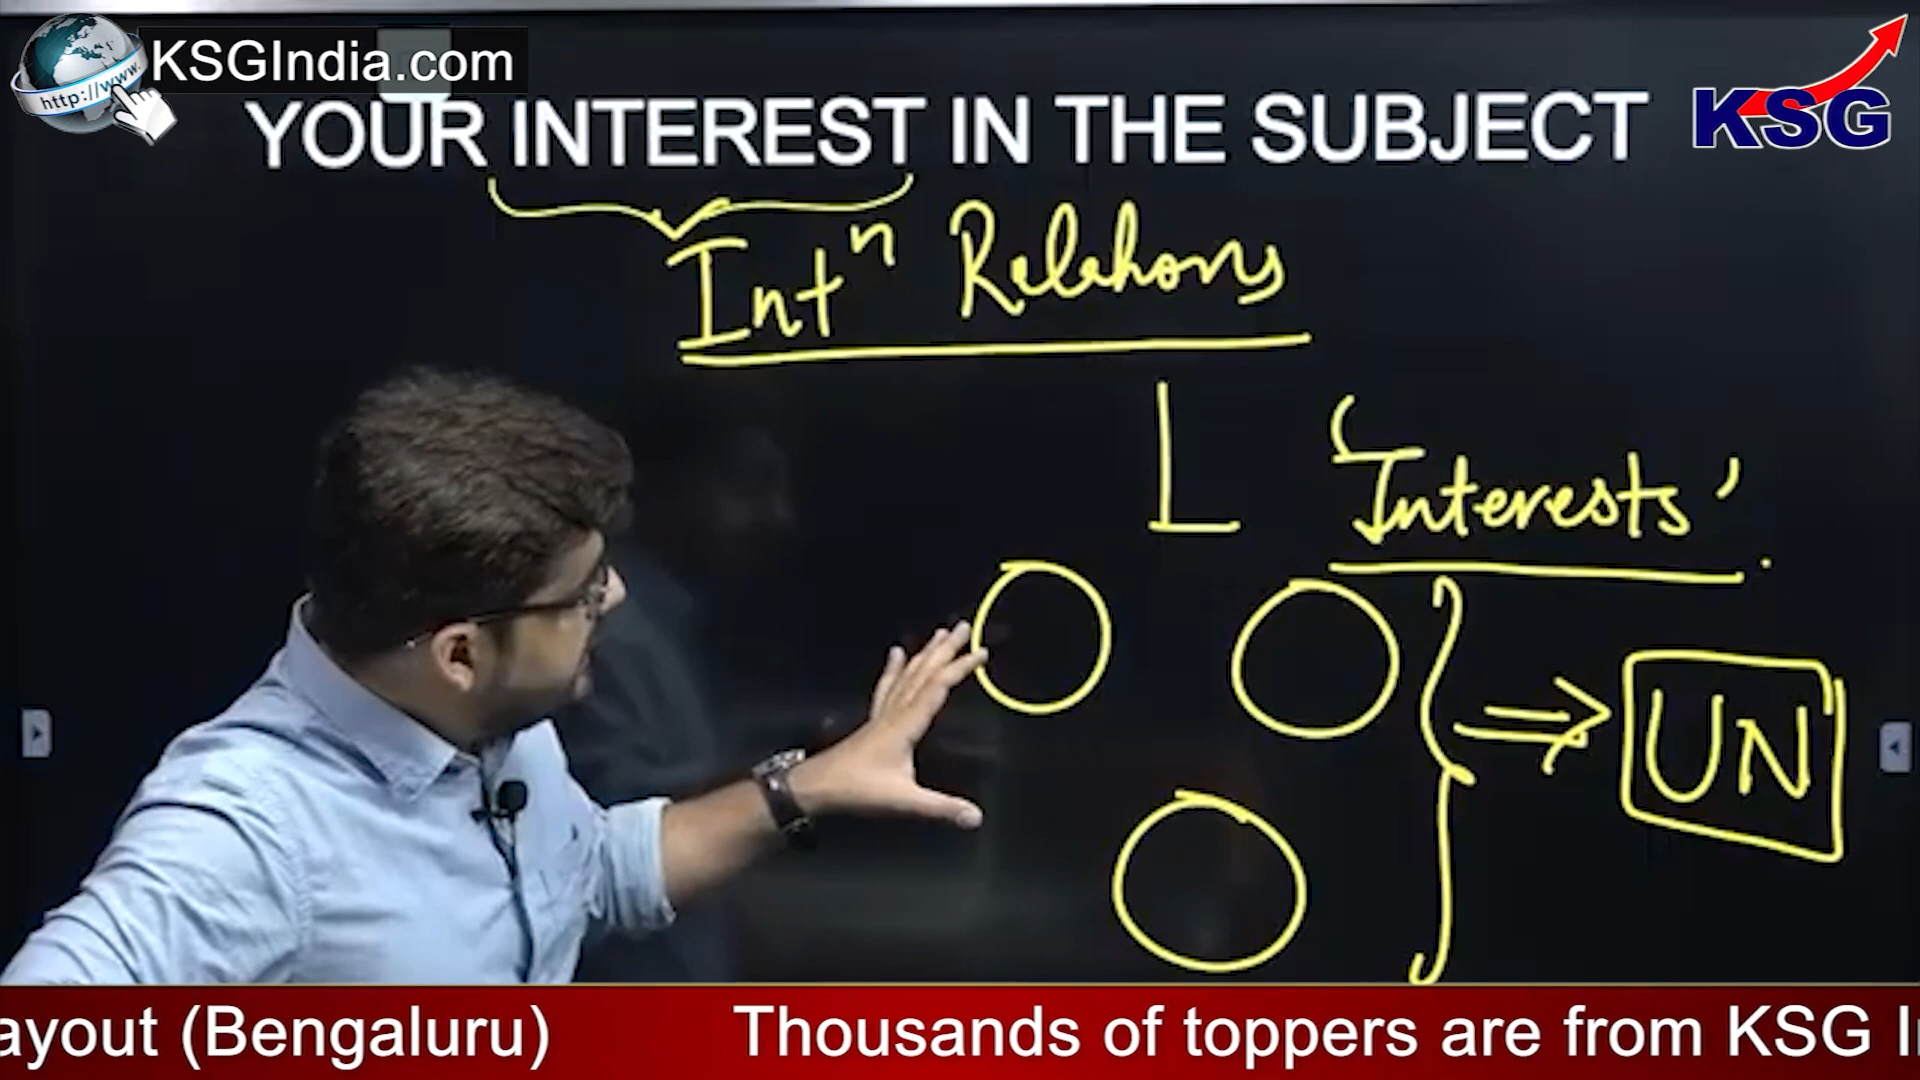 KSGIndia.com
http://www.
KSG
YOUR INTEREST IN THE SUBJECT
Intⁿ Relations
'Interests'
UN
ayout (Bengaluru) Thousands of toppers are from KSG I